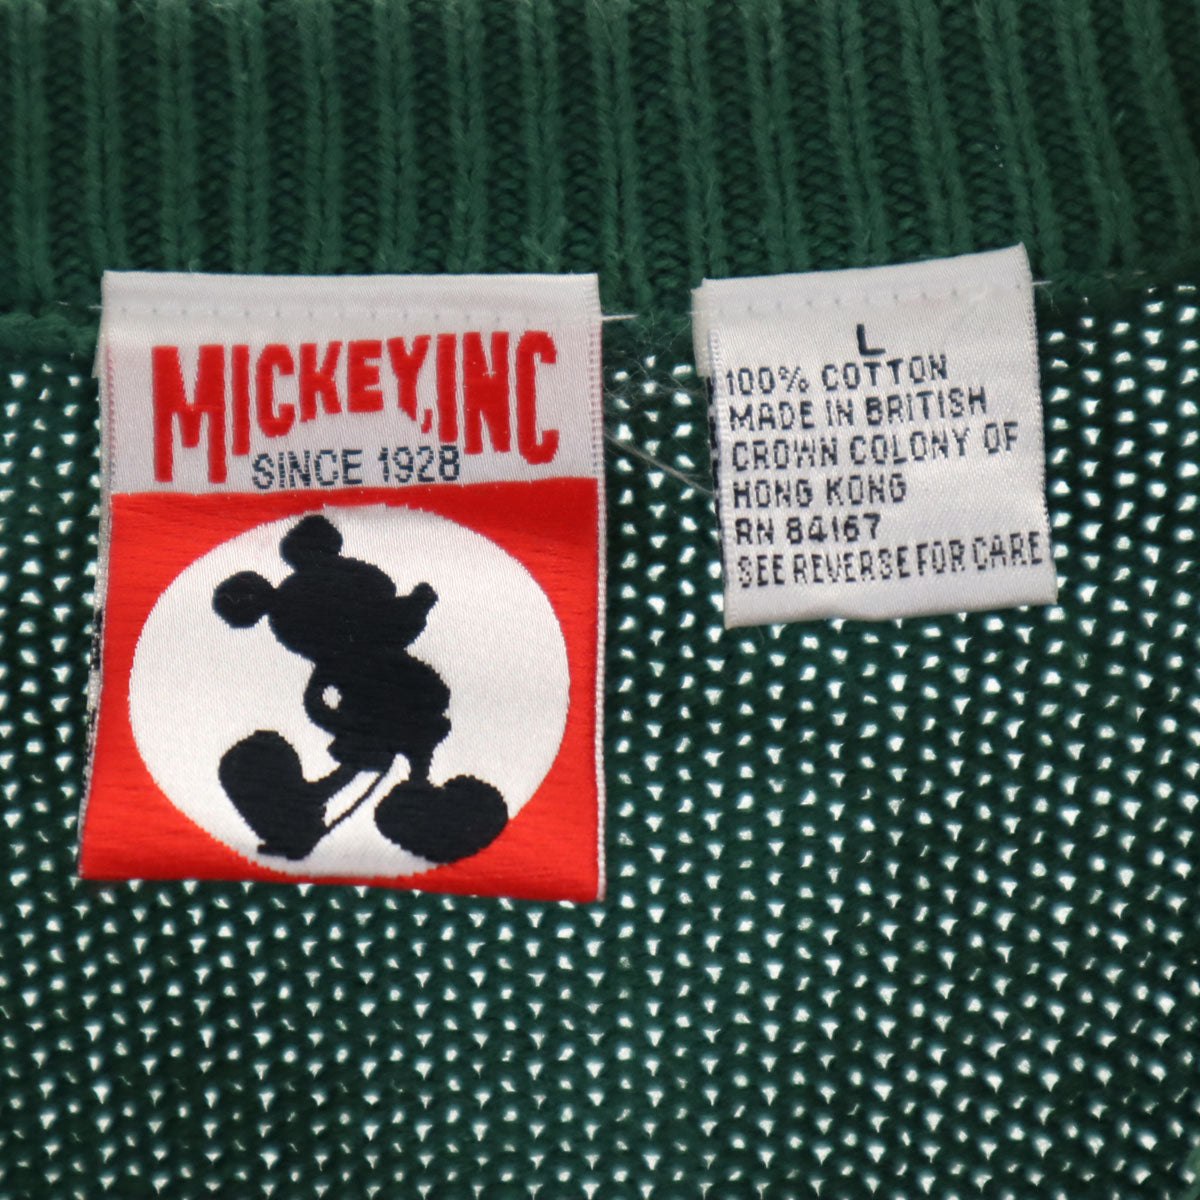 MICKEY, INC
SINCE 1928
L
100% COTTON
MADE IN BRITISH
CROWN COLONY OF
HONG KONG
RN 84167
SEE REVERSE FOR CARE